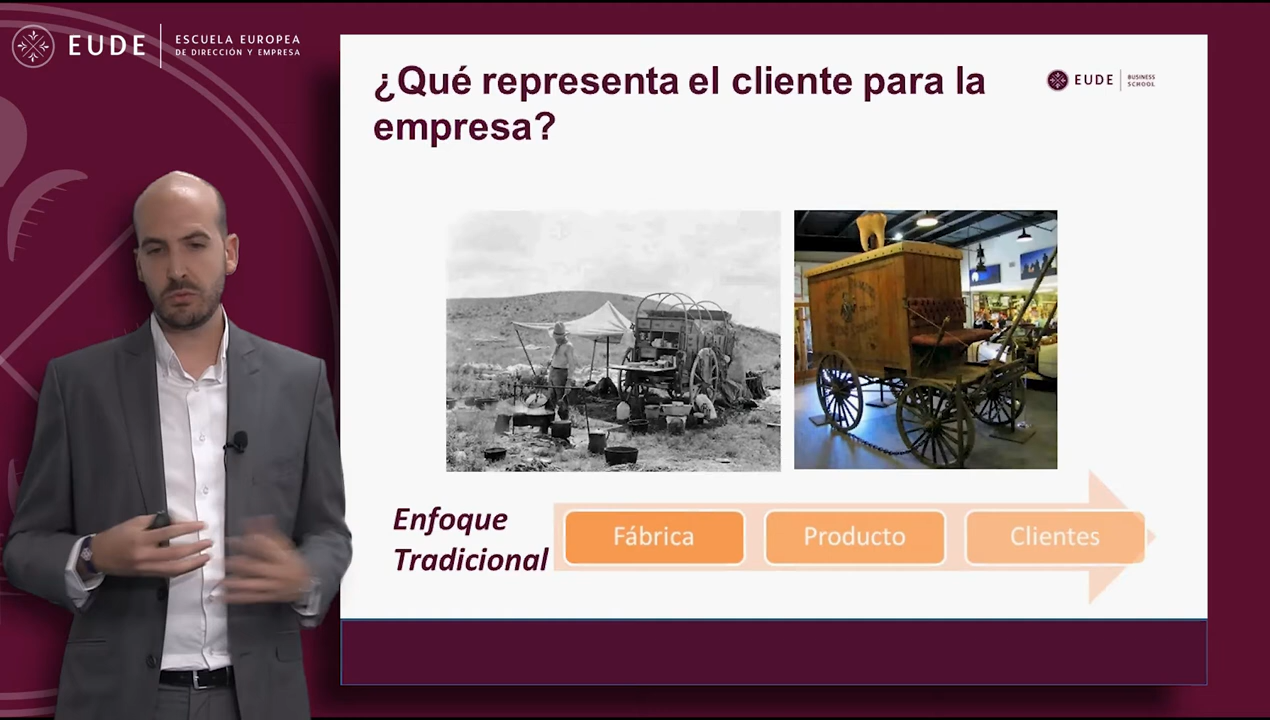 EUDE
ESCUELA EUROPEA
DE DIRECCIÓN Y EMPRESA
¿Qué representa el cliente para la
empresa?
EUDE
BUSINESS
SCHOOL
Enfoque
Tradicional
Fábrica
Producto
Clientes